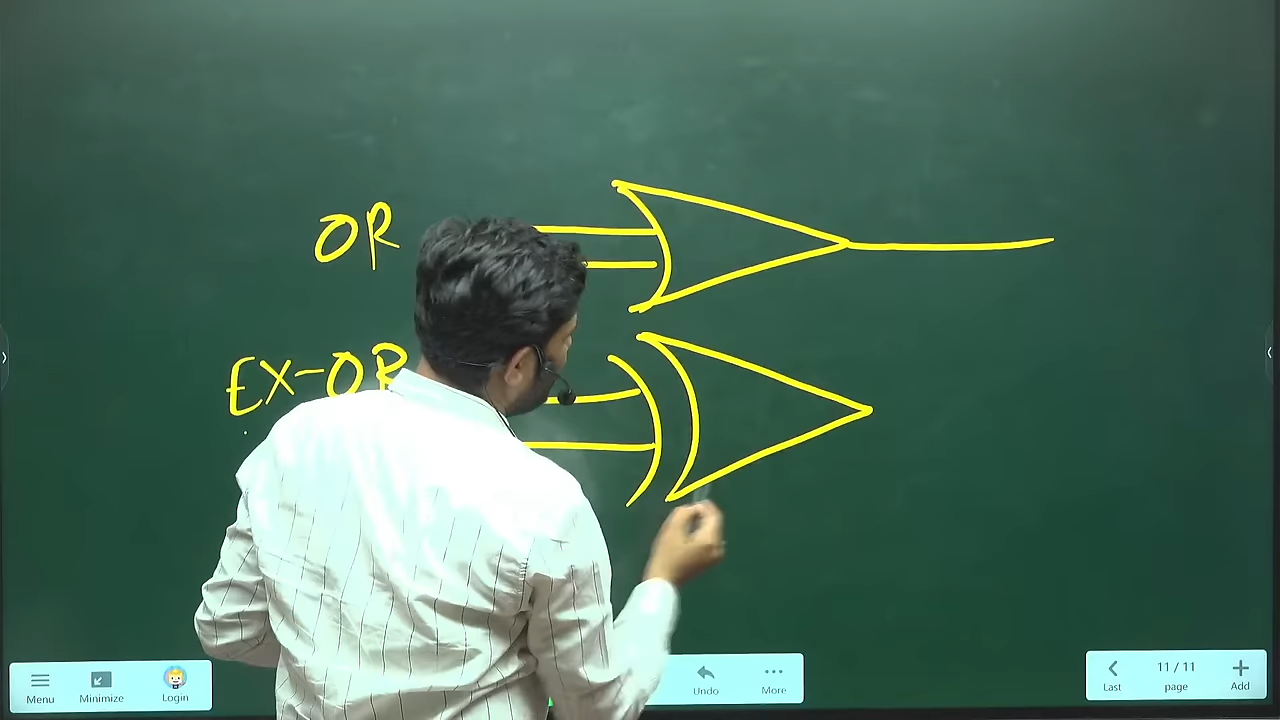 OR
EX-OR
Menu
Minimize
Login
Undo
More
Last
11/11
page
Add